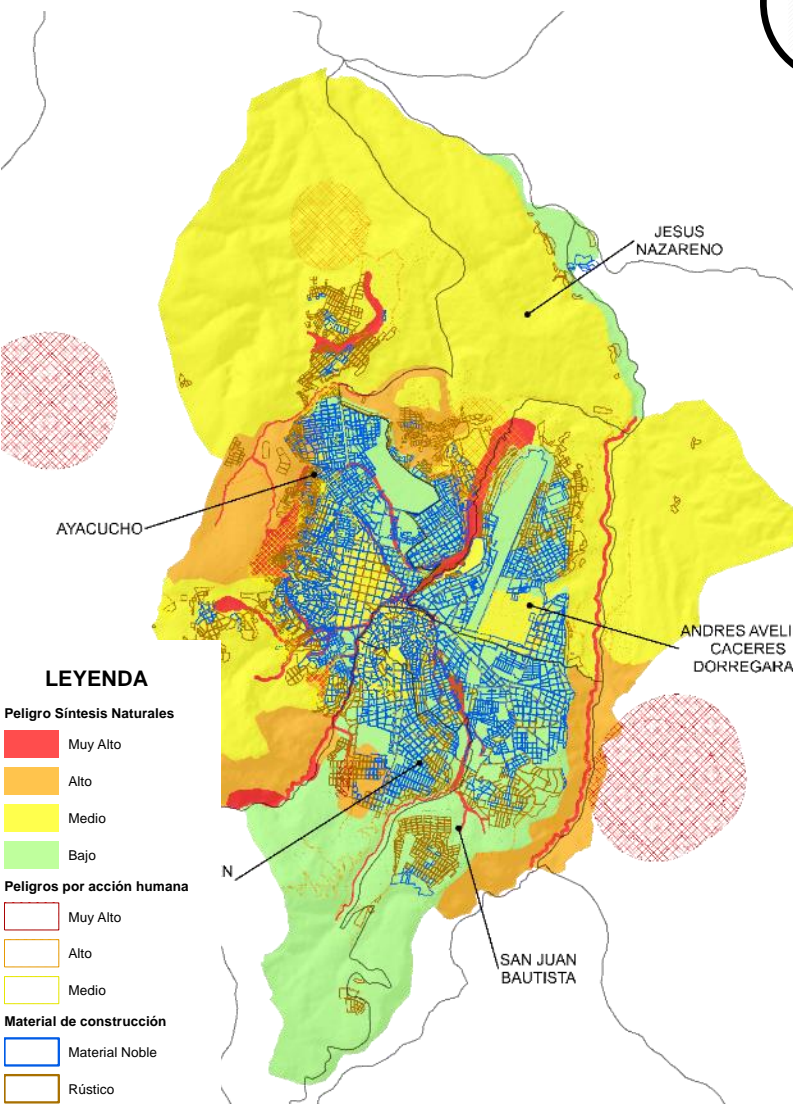 JESUS
NAZARENO
AYACUCHO
ANDRES AVELI
CACERES
DORREGARA
LEYENDA
Peligro Síntesis Naturales
Muy Alto
Alto
Medio
Bajo
Peligros por acción humana
Muy Alto
Alto
Medio
Material de construcción
Material Noble
Rústico
N
SAN JUAN
BAUTISTA